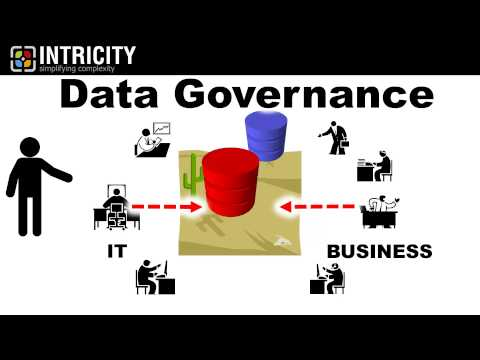 INTRICITY
simplifying complexity
Data Governance
IT
BUSINESS